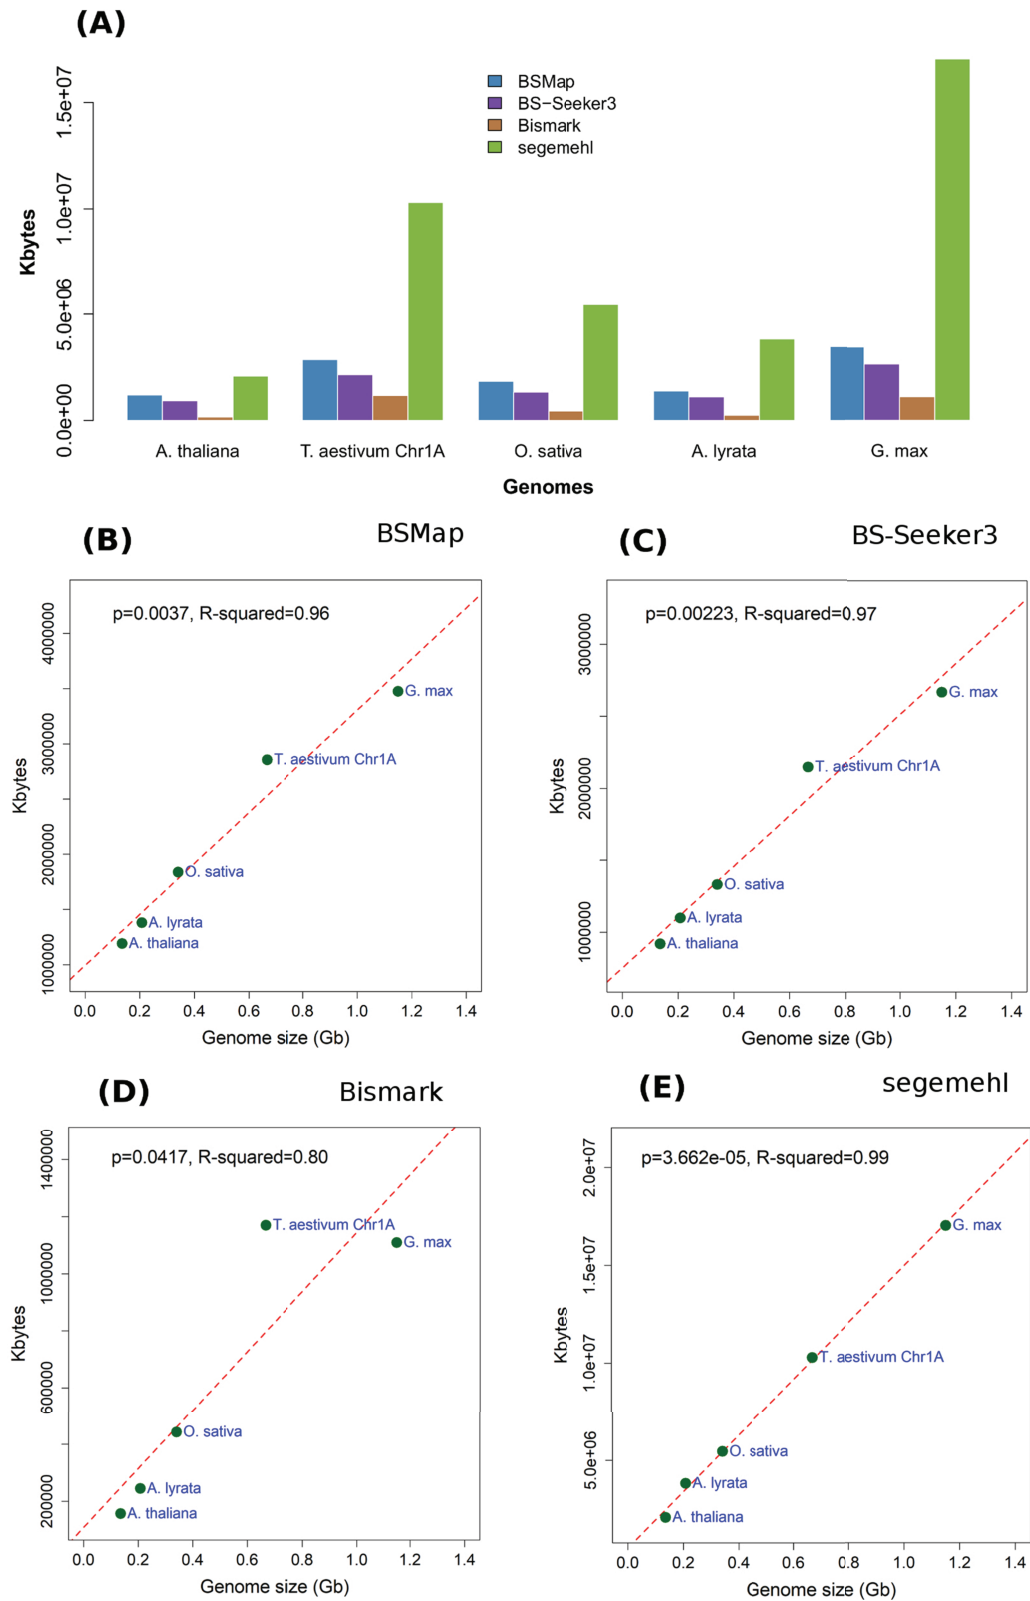 (A)
1.5e+07
1.0e+07
5.0e+06
0.0e+00
Kbytes
BSMap
BS−Seeker3
Bismark
segemehl
A. thaliana T. aestivum Chr1A O. sativa A. lyrata G. max
Genomes
(B) BSMap
p=0.0037, R-squared=0.96
4000000
3000000
2000000
1000000
Kbytes
G. max
T. aestivum Chr1A
O. sativa
A. lyrata
A. thaliana
0.0 0.2 0.4 0.6 0.8 1.0 1.2 1.4
Genome size (Gb)
(C) BS-Seeker3
p=0.00223, R-squared=0.97
3000000
2000000
1000000
Kbytes
G. max
T. aestivum Chr1A
O. sativa
A. lyrata
A. thaliana
0.0 0.2 0.4 0.6 0.8 1.0 1.2 1.4
Genome size (Gb)
(D) Bismark
p=0.0417, R-squared=0.80
1400000
1000000
600000
200000
Kbytes
T. aestivum Chr1A
G. max
O. sativa
A. lyrata
A. thaliana
0.0 0.2 0.4 0.6 0.8 1.0 1.2 1.4
Genome size (Gb)
(E) segemehl
p=3.662e-05, R-squared=0.99
2.0e+07
1.5e+07
1.0e+07
5.0e+06
Kbytes
G. max
T. aestivum Chr1A
O. sativa
A. lyrata
A. thaliana
0.0 0.2 0.4 0.6 0.8 1.0 1.2 1.4
Genome size (Gb)